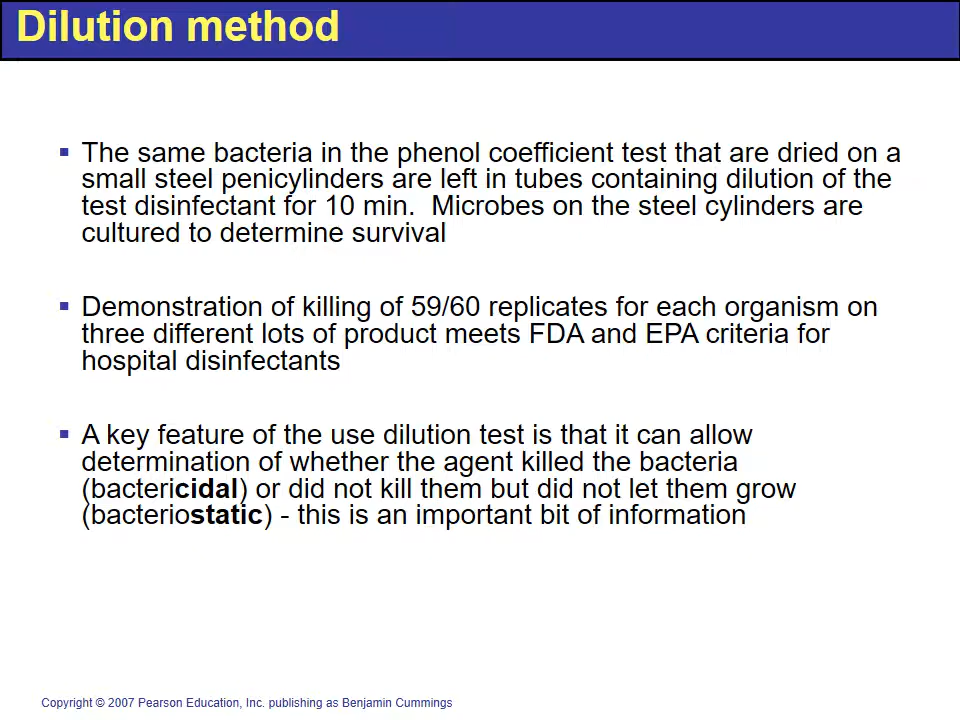 Dilution method
The same bacteria in the phenol coefficient test that are dried on a
small steel penicylinders are left in tubes containing dilution of the
test disinfectant for 10 min.  Microbes on the steel cylinders are
cultured to determine survival
Demonstration of killing of 59/60 replicates for each organism on
three different lots of product meets FDA and EPA criteria for
hospital disinfectants
A key feature of the use dilution test is that it can allow
determination of whether the agent killed the bacteria
(bactericidal) or did not kill them but did not let them grow
(bacteriostatic) - this is an important bit of information
Copyright © 2007 Pearson Education, Inc. publishing as Benjamin Cummings